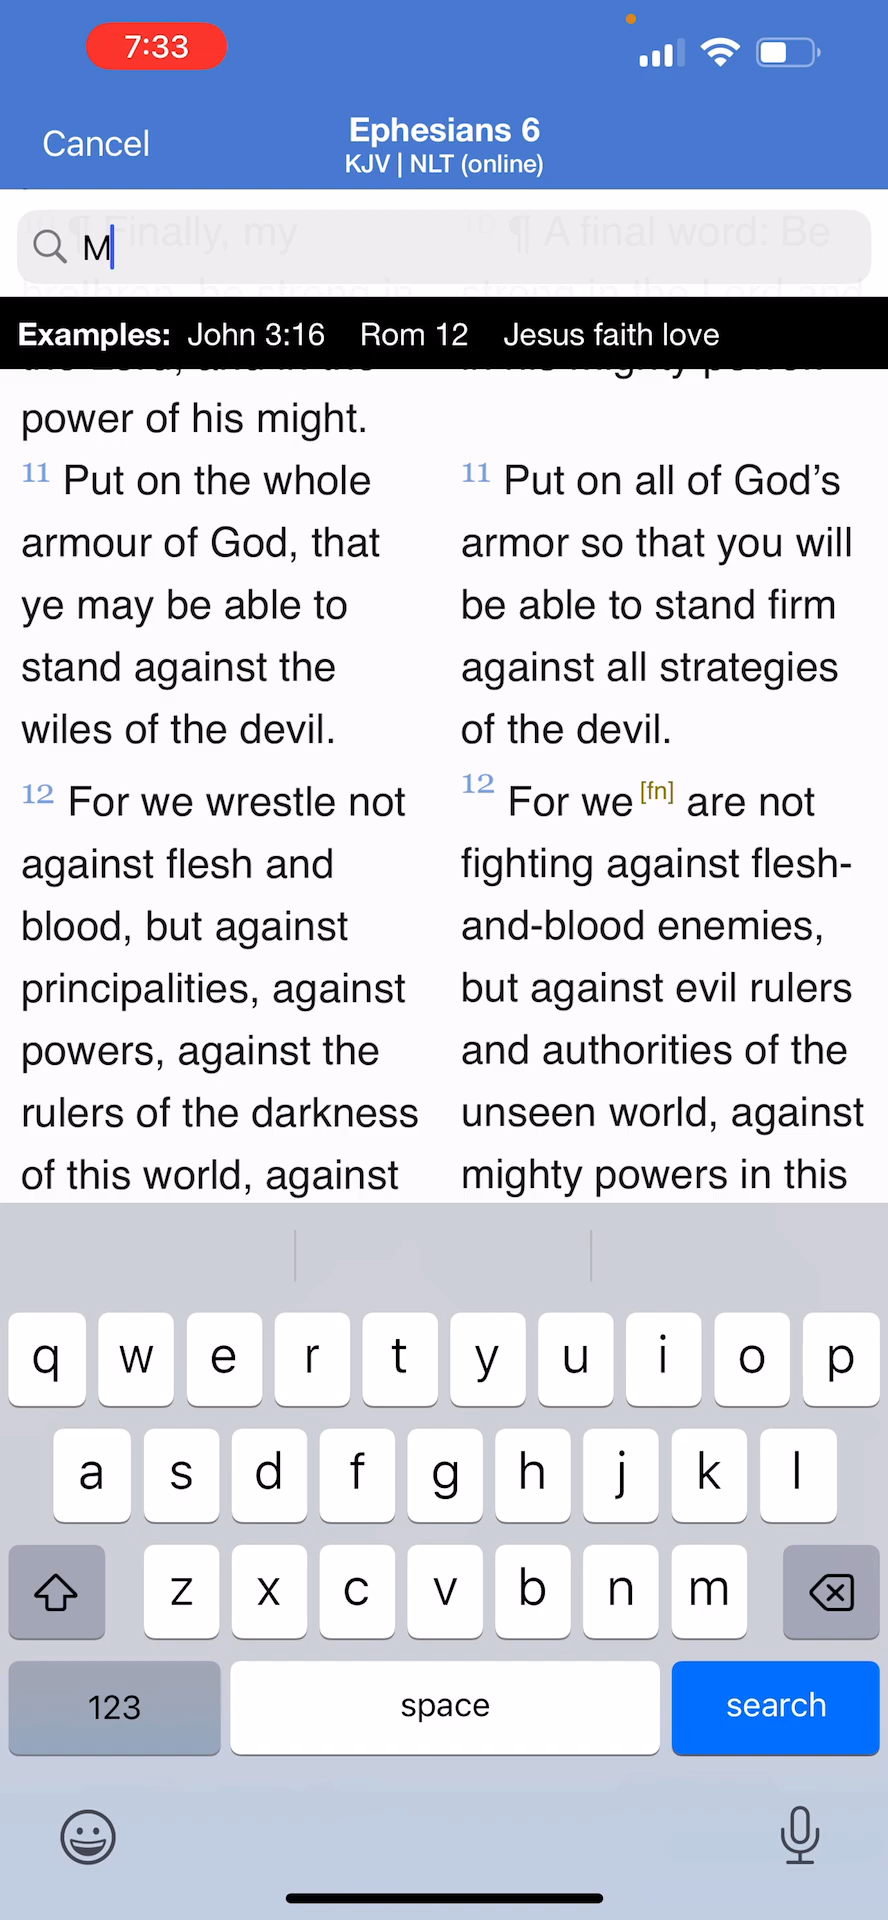 7:33
Cancel
Ephesians 6
KJV | NLT (online)
M
¶ Finally, my
¶ A final word: Be
Examples: John 3:16 Rom 12 Jesus faith love
power of his might.
11 Put on the whole
armour of God, that
ye may be able to
stand against the
wiles of the devil.
12 For we wrestle not
against flesh and
blood, but against
principalities, against
powers, against the
rulers of the darkness
of this world, against
11 Put on all of God’s
armor so that you will
be able to stand firm
against all strategies
of the devil.
12 For we [fn] are not
fighting against flesh-
and-blood enemies,
but against evil rulers
and authorities of the
unseen world, against
mighty powers in this
q w e r t y u i o p
a s d f g h j k l
z x c v b n m
123 space search